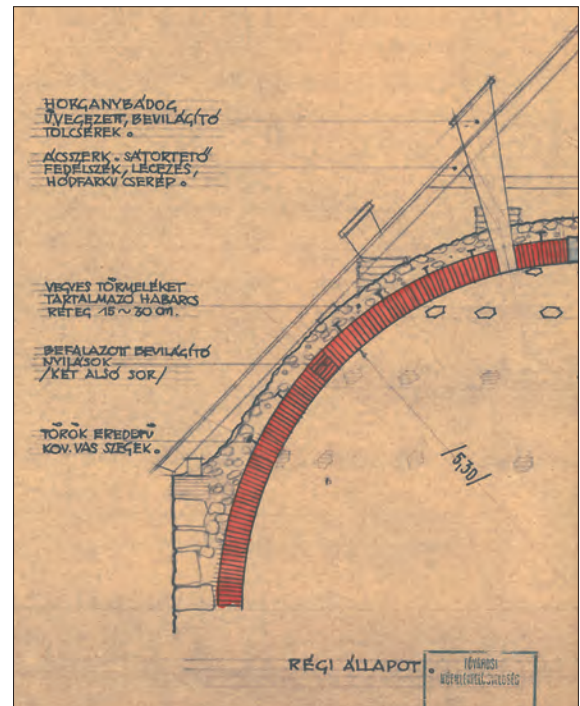 HORGANYBÁDOG
ÜVEGEZETT, BEVILÁGÍTÓ
TÖLCSÉREK.
ÁCSSZERK. SÁTORTETŐ
FEDÉLSZÉK, LÉCEZÉS,
HÓDFARKÚ CSERÉP.
VEGYES TÖRMELÉKET
TARTALMAZÓ HABARCS
RÉTEG 15 ~ 30 cm.
BEFALAZOTT BEVILÁGÍTÓ
NYÍLÁSOK
/KÉT ALSÓ SOR/
TÖRÖK EREDETŰ
KOV. VAS SZEGEK.
/5,30/
RÉGI ÁLLAPOT.
FŐVÁROSI